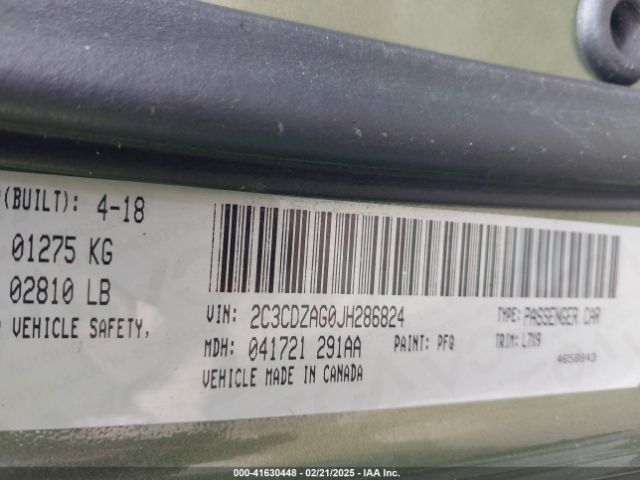 (BUILT): 4-18
01275 KG
02810 LB
VEHICLE SAFETY,
VIN: 2C3CDZAG0JH286824
TYPE: PASSENGER CAR
MDH: 041721 291AA
PAINT: PFQ
TRIM: L7X9
VEHICLE MADE IN CANADA
4658843
000-41630448 - 02/21/2025 - IAA Inc.